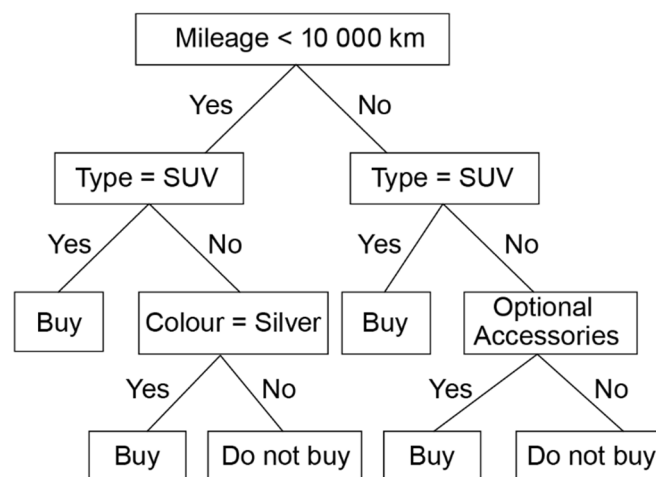 Mileage < 10 000 km
Yes
No
Type = SUV
Type = SUV
Yes
No
Yes
No
Buy
Colour = Silver
Buy
Optional
Accessories
Yes
No
Yes
No
Buy
Do not buy
Buy
Do not buy